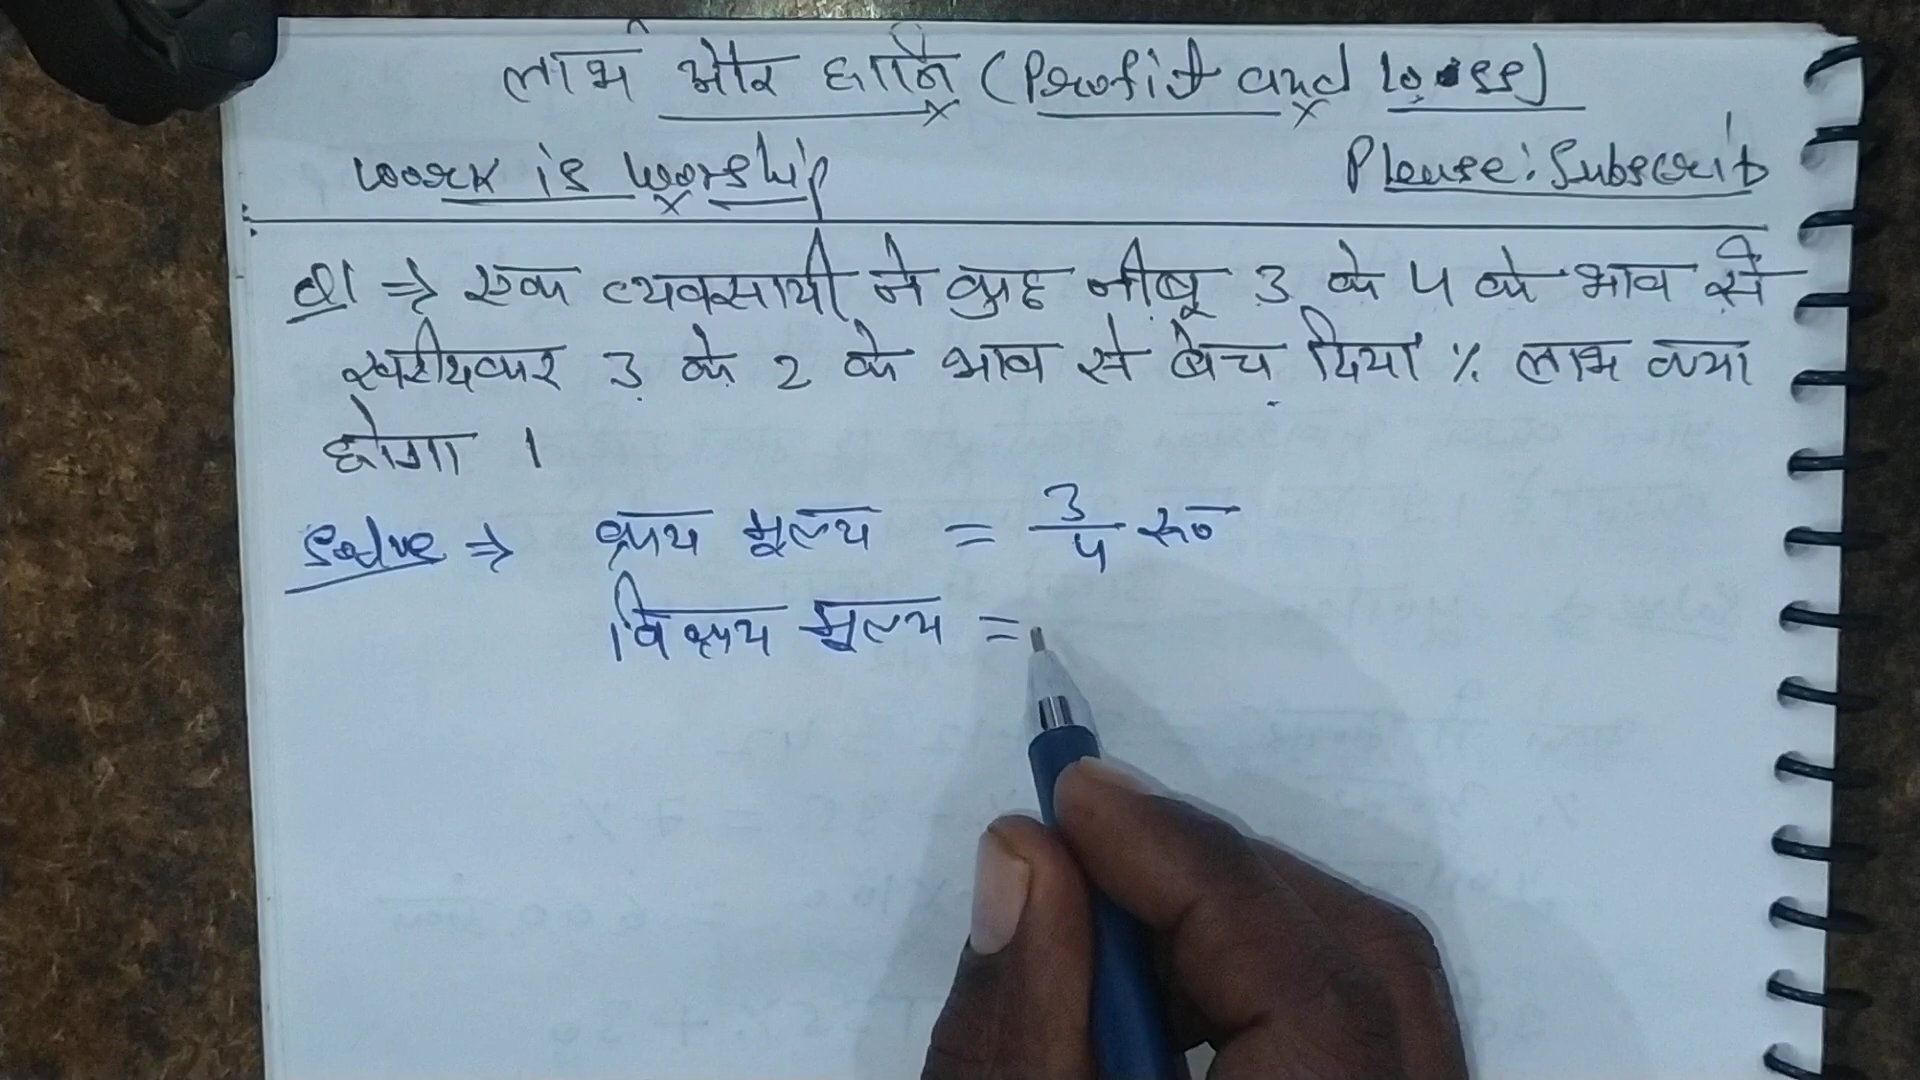 लाभ और हानि (Profit and loss)
work is worship
Please: Subscrib
Q1 ⇒ एक व्यवसायी ने कुछ नीबू 3 के 4 के भाव से
खरीदकर 3 के 2 के भाव से बेच दिया % लाभ क्या
होगा ।
Solve ⇒ क्रय मूल्य = 3/4 रू०
विक्रय मूल्य =